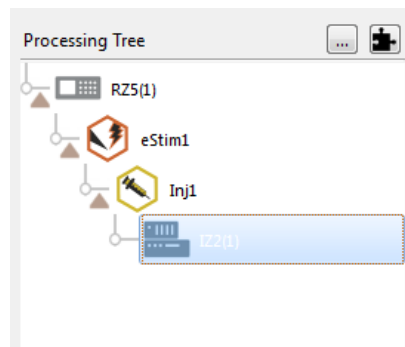 Processing Tree ...
RZ5(1)
eStim1
Inj1
IZ2(1)